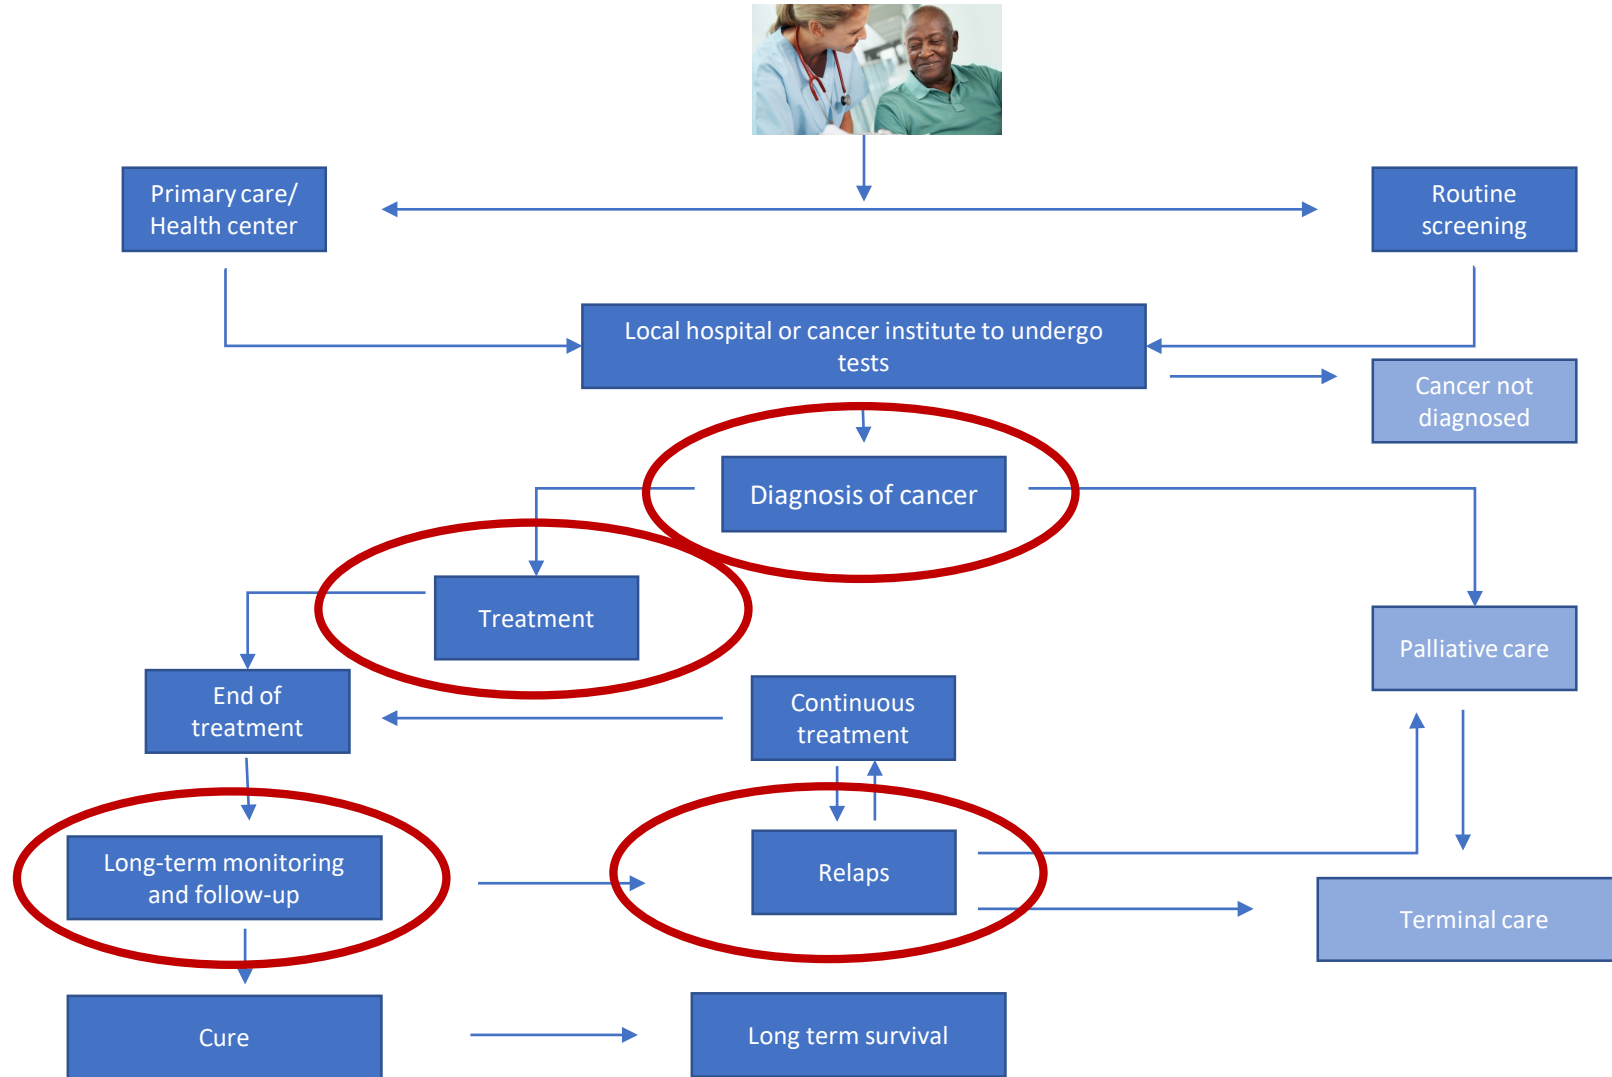 Primary care/
Health center
Routine
screening
Local hospital or cancer institute to undergo
tests
Cancer not
diagnosed
Diagnosis of cancer
Treatment
Palliative care
End of
treatment
Continuous
treatment
Long-term monitoring
and follow-up
Relaps
Terminal care
Cure
Long term survival